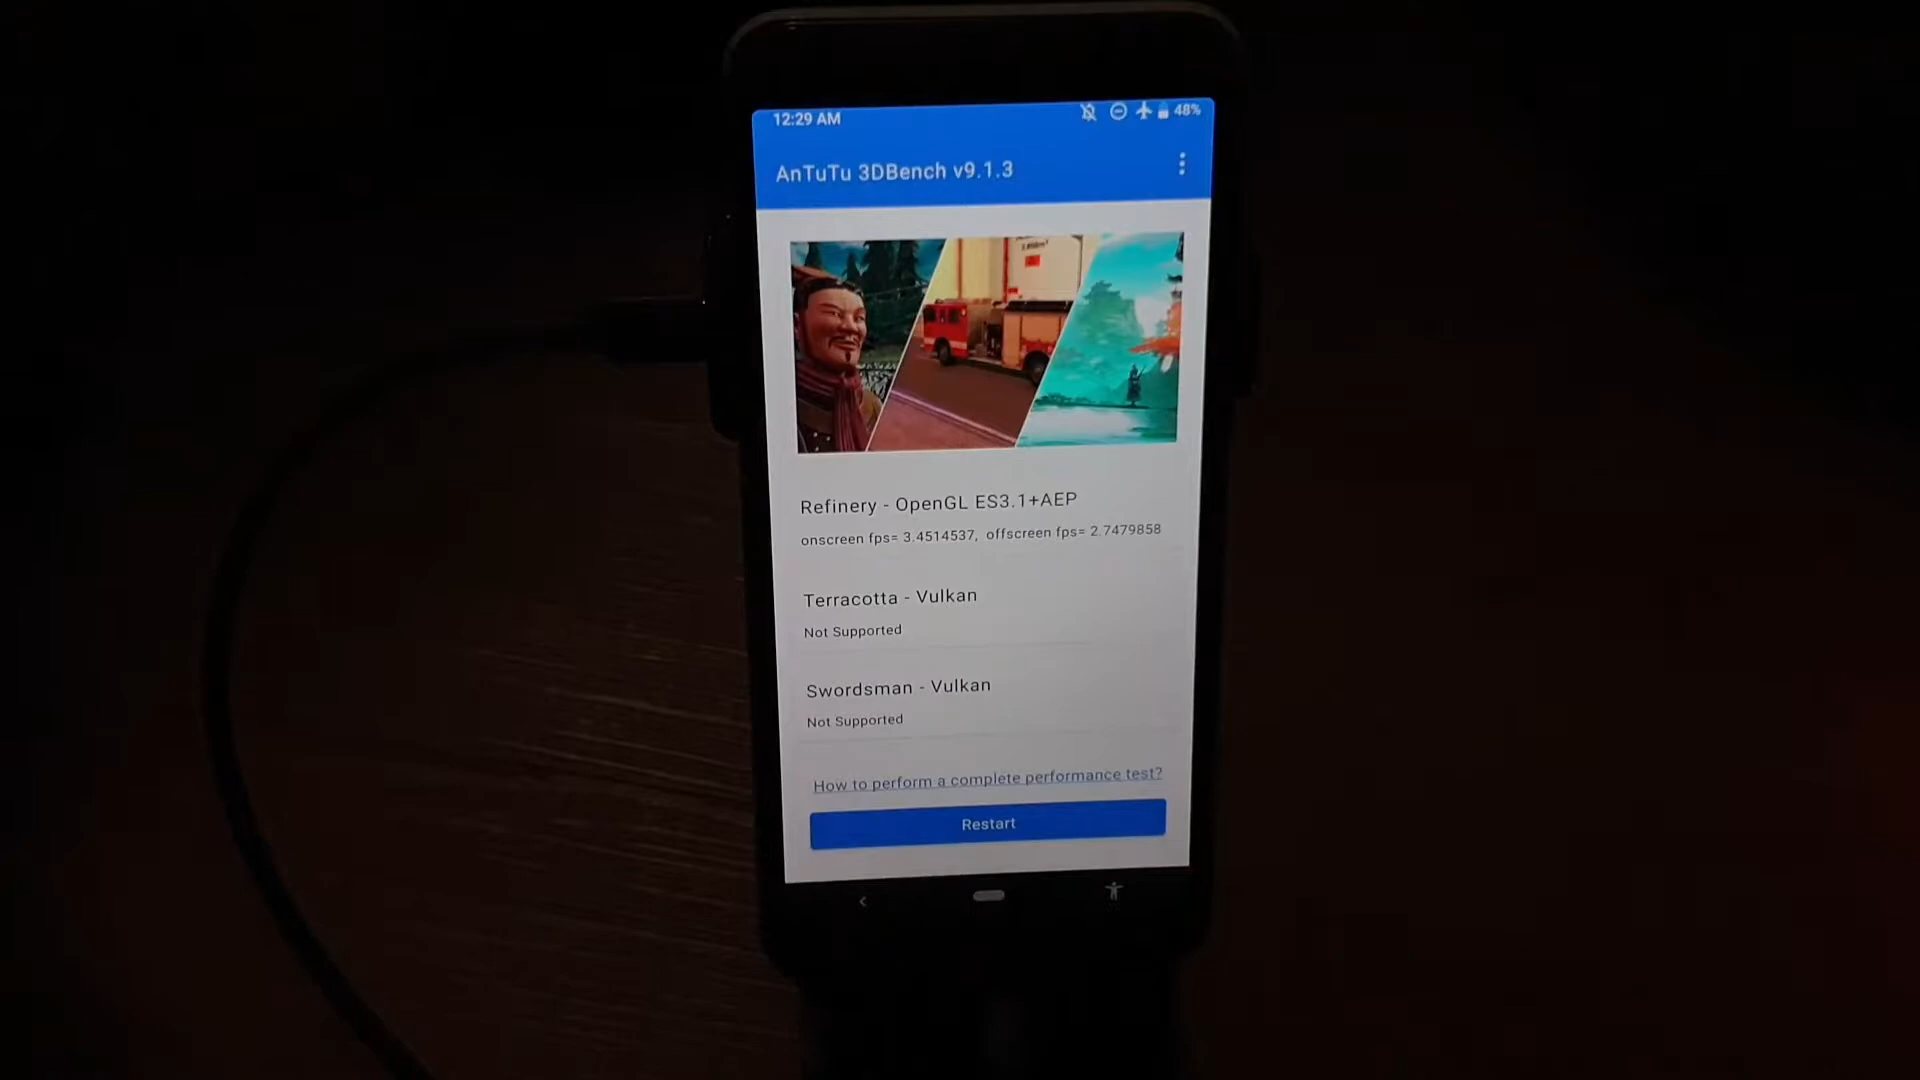 12:29 AM
48%
AnTuTu 3DBench v9.1.3
Refinery - OpenGL ES3.1+AEP
onscreen fps= 3.4514537, offscreen fps= 2.7479858
Terracotta - Vulkan
Not Supported
Swordsman - Vulkan
Not Supported
How to perform a complete performance test?
Restart